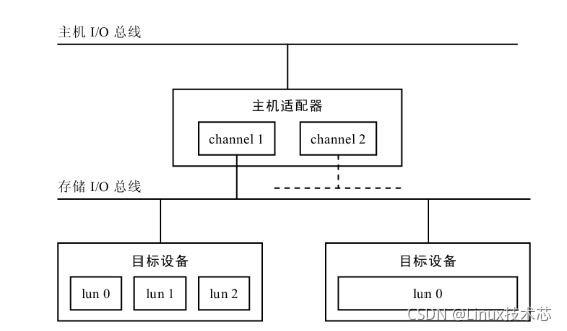 主机 I/O 总线
主机适配器
channel 1
channel 2
存储 I/O 总线
目标设备
目标设备
lun 0
lun 1
lun 2
lun 0
CSDN @Linux技术芯